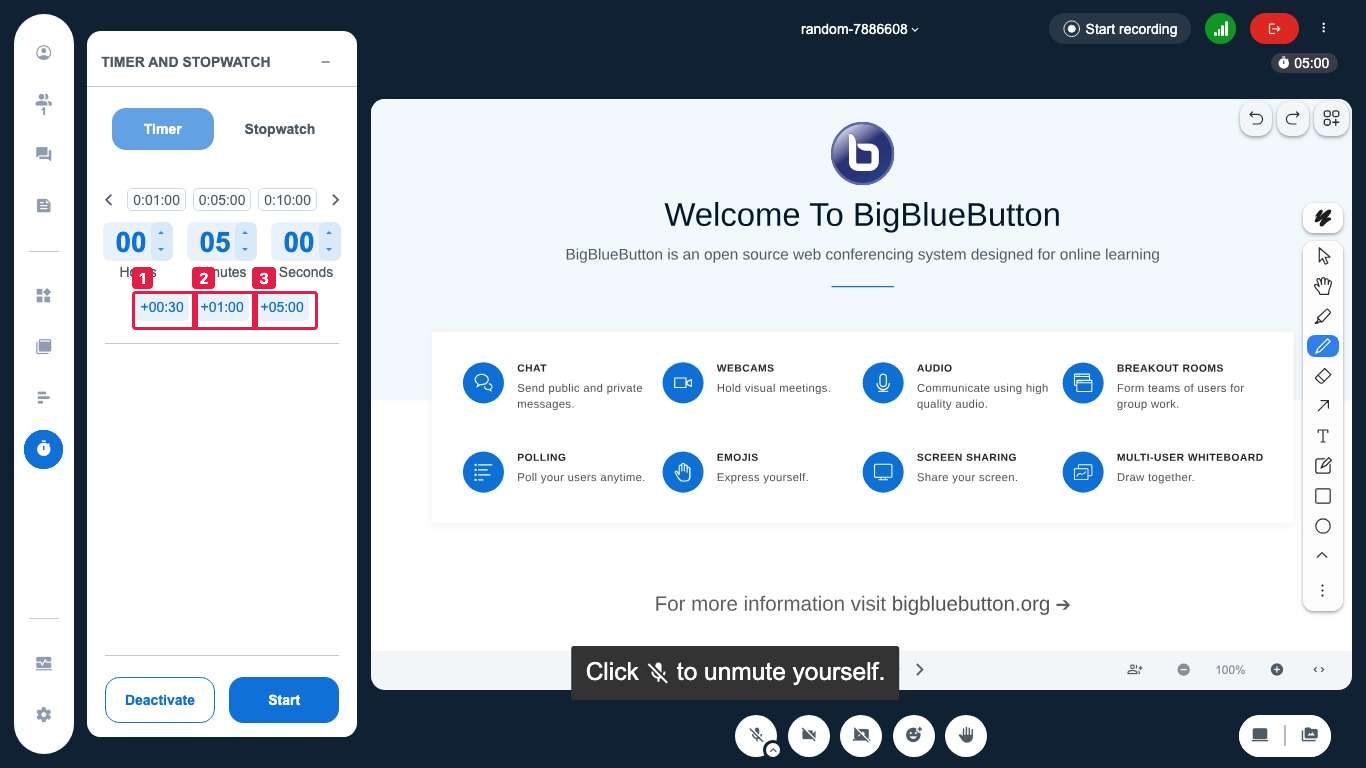 random-7886608
Start recording
05:00
1
TIMER AND STOPWATCH
Timer
Stopwatch
0:01:00
0:05:00
0:10:00
00
05
00
Seconds
1
2
3
+00:30
+01:00
+05:00
Deactivate
Start
Welcome To BigBlueButton
BigBlueButton is an open source web conferencing system designed for online learning
CHAT
Send public and private
messages.
WEBCAMS
Hold visual meetings.
AUDIO
Communicate using high
quality audio.
BREAKOUT ROOMS
Form teams of users for
group work.
POLLING
Poll your users anytime.
EMOJIS
Express yourself.
SCREEN SHARING
Share your screen.
MULTI-USER WHITEBOARD
Draw together.
For more information visit bigbluebutton.org ➔
Click to unmute yourself.
100%